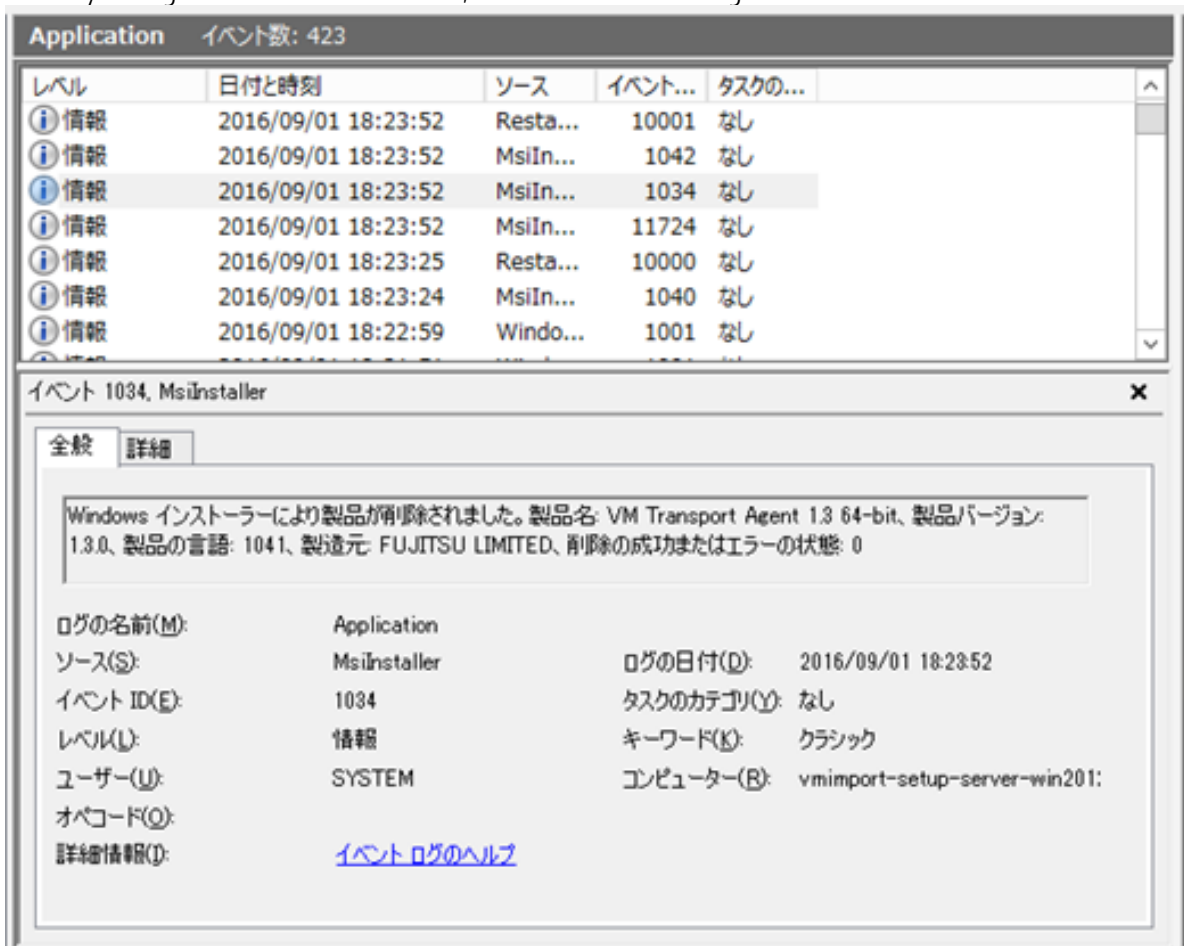 Application イベント数: 423
レベル 日付と時刻 ソース イベント... タスクの...
情報 2016/09/01 18:23:52 Resta... 10001 なし
情報 2016/09/01 18:23:52 MsiIn... 1042 なし
情報 2016/09/01 18:23:52 MsiIn... 1034 なし
情報 2016/09/01 18:23:52 MsiIn... 11724 なし
情報 2016/09/01 18:23:25 Resta... 10000 なし
情報 2016/09/01 18:23:24 MsiIn... 1040 なし
情報 2016/09/01 18:22:59 Windo... 1001 なし
イベント 1034, MsiInstaller
全般 詳細
Windows インストーラーにより製品が削除されました。製品名: VM Transport Agent 1.3 64-bit、製品バージョン:
1.3.0、製品の言語: 1041、製造元: FUJITSU LIMITED、削除の成功またはエラーの状態: 0
ログの名前(M): Application
ソース(S): MsiInstaller ログの日付(D): 2016/09/01 18:23:52
イベント ID(E): 1034 タスクのカテゴリ(Y): なし
レベル(L): 情報 キーワード(K): クラシック
ユーザー(U): SYSTEM コンピューター(R): vmimport-setup-server-win201
オペコード(O):
詳細情報(I): イベント ログのヘルプ